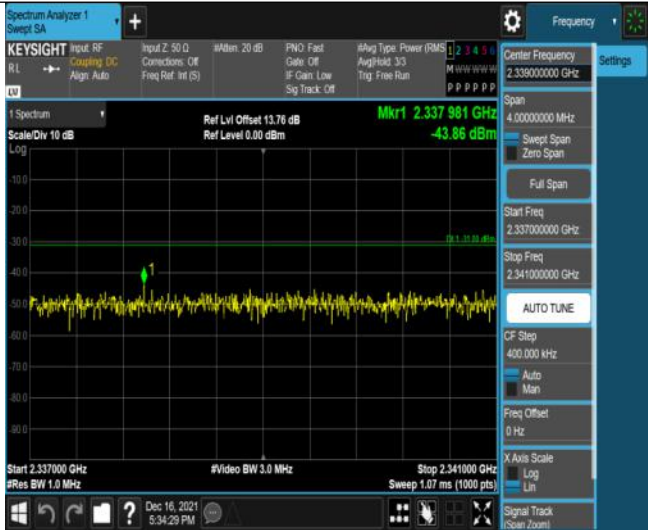 Spectrum Analyzer 1
Swept SA
Frequency
KEYSIGHT
RL
LV
Input: RF
Coupling: DC
Align: Auto
Input Z: 50 Ω
Corrections: Off
Freq Ref: Int (S)
#Atten: 20 dB
PNO: Fast
Gate: Off
IF Gain: Low
Sig Track: Off
#Avg Type: Power (RMS
Avg|Hold: 3/3
Trig: Free Run
1 2 3 4 5 6
M W W W W W
P P P P P P
1 Spectrum
Scale/Div 10 dB
Log
Ref Lvl Offset 13.76 dB
Ref Level 0.00 dBm
Mkr1 2.337 981 GHz
-43.86 dBm
-10.0
-20.0
-30.0
-40.0
-50.0
-60.0
-70.0
-80.0
-90.0
DL1 -31.00 dBm
1
Start 2.337000 GHz
#Res BW 1.0 MHz
#Video BW 3.0 MHz
Stop 2.341000 GHz
Sweep 1.07 ms (1000 pts)
Center Frequency
2.339000000 GHz
Settings
Span
4.00000000 MHz
Swept Span
Zero Span
Full Span
Start Freq
2.337000000 GHz
Stop Freq
2.341000000 GHz
AUTO TUNE
CF Step
400.000 kHz
Auto
Man
Freq Offset
0 Hz
X Axis Scale
Log
Lin
Signal Track
(Span Zoom)
?
Dec 16, 2021
5:34:29 PM